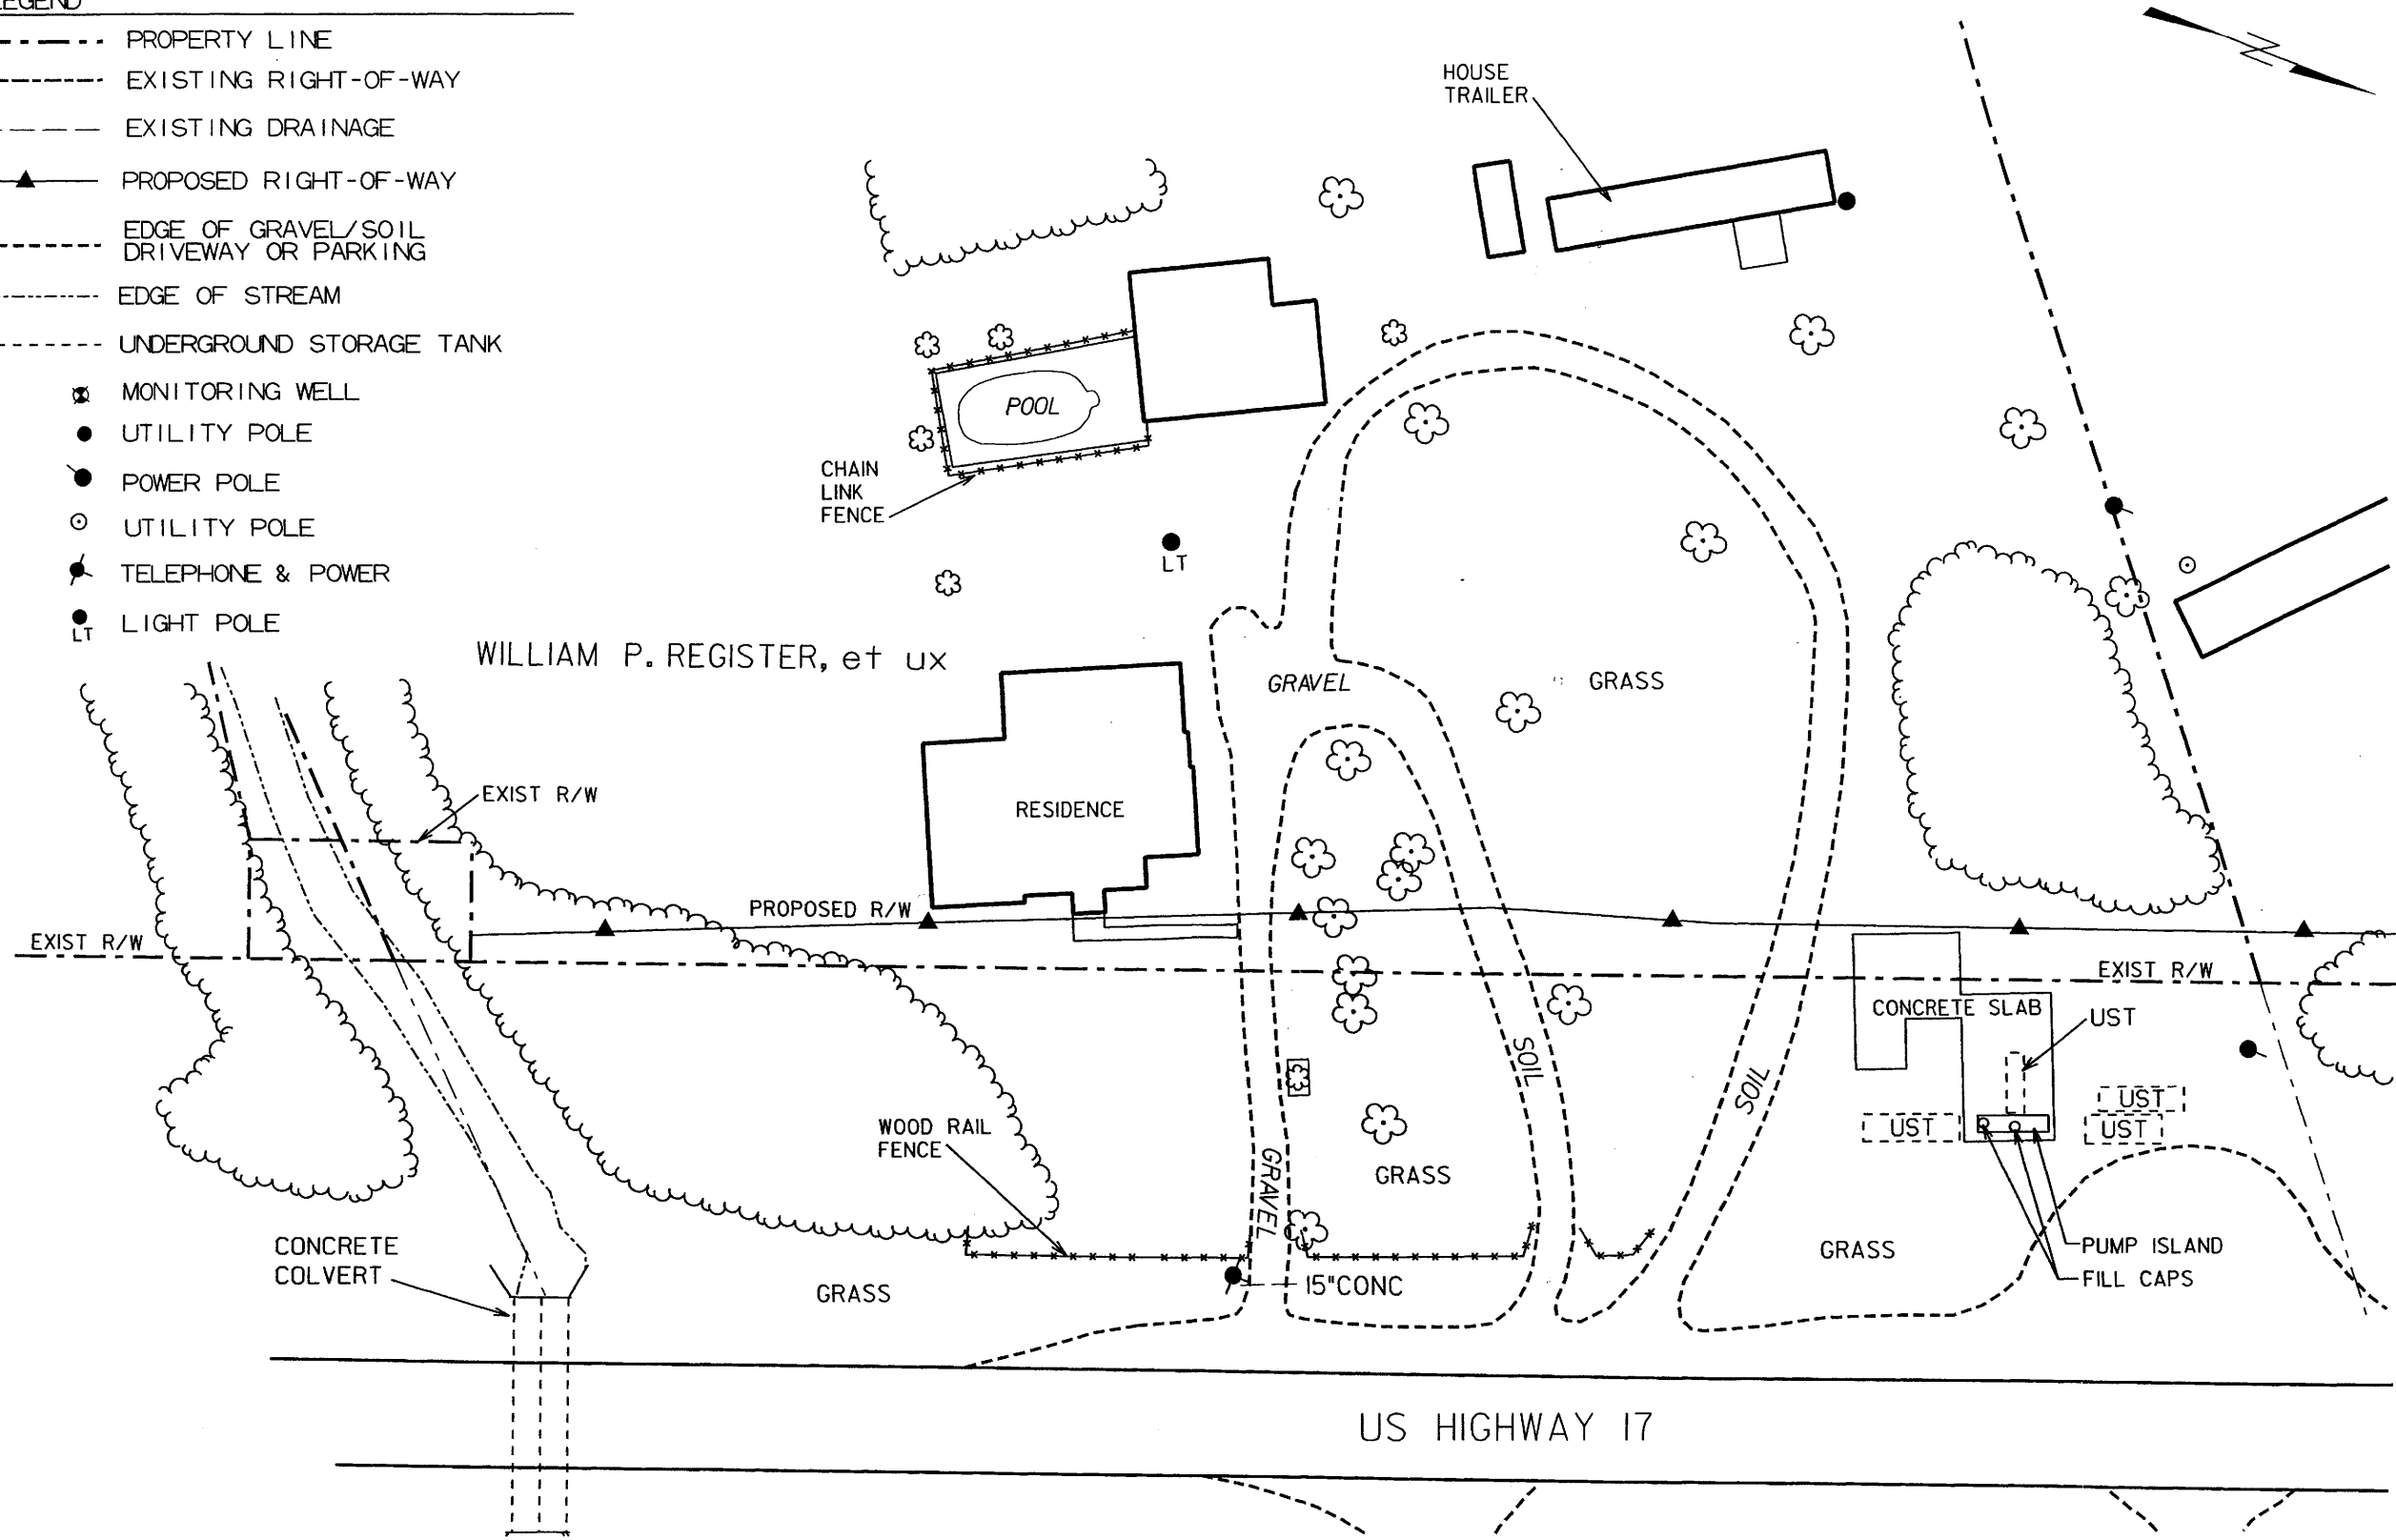 LEGEND
PROPERTY LINE
EXISTING RIGHT-OF-WAY
EXISTING DRAINAGE
PROPOSED RIGHT-OF-WAY
EDGE OF GRAVEL/SOIL
DRIVEWAY OR PARKING
EDGE OF STREAM
UNDERGROUND STORAGE TANK
MONITORING WELL
UTILITY POLE
POWER POLE
UTILITY POLE
TELEPHONE & POWER
LT LIGHT POLE
HOUSE
TRAILER
POOL
CHAIN
LINK
FENCE
LT
WILLIAM P. REGISTER, et ux
GRAVEL
GRASS
EXIST R/W
RESIDENCE
PROPOSED R/W
EXIST R/W
EXIST R/W
CONCRETE SLAB
UST
SOIL
SOIL
UST
UST
UST
WOOD RAIL
FENCE
GRAVEL
GRASS
CONCRETE
COLVERT
GRASS
15"CONC
GRASS
PUMP ISLAND
FILL CAPS
US HIGHWAY 17